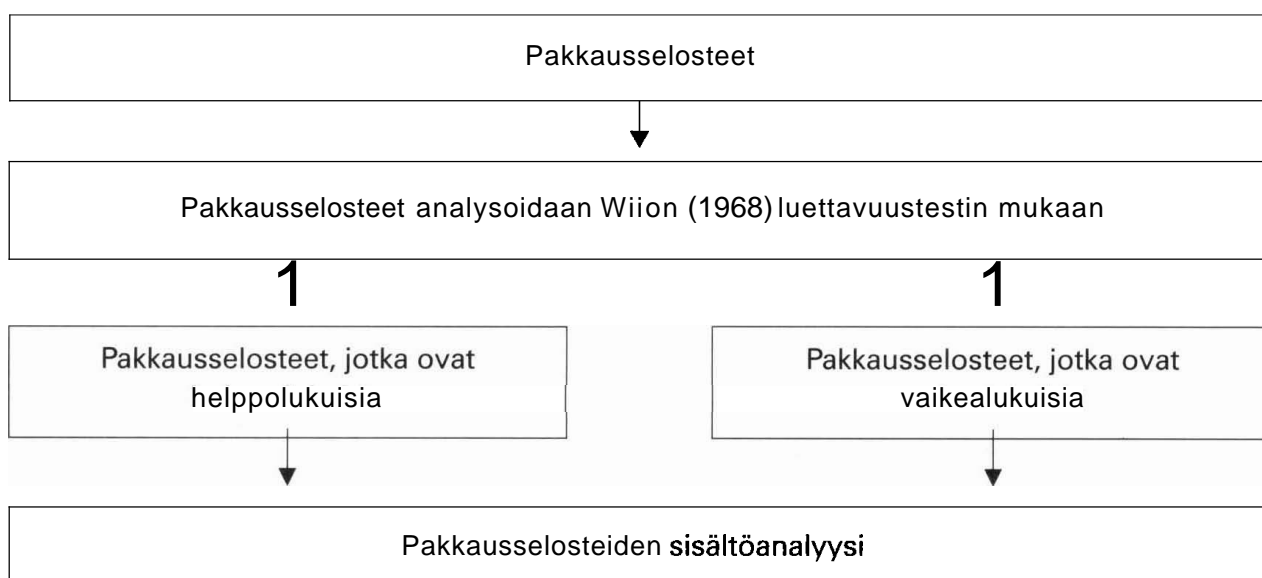 Pakkausselosteet
Pakkausselosteet analysoidaan Wiion (1968) luettavuustestin mukaan
1 1
Pakkausselosteet, jotka ovat
helppolukuisia
Pakkausselosteet, jotka ovat
vaikealukuisia
Pakkausselosteiden sisältöanalyysi